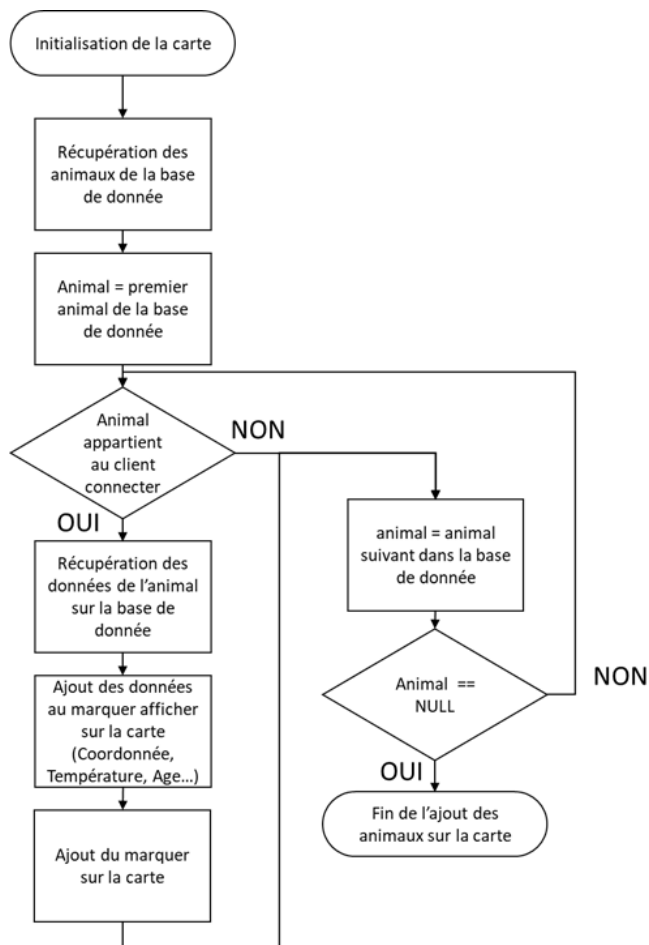 Initialisation de la carte
Récupération des
animaux de la base
de donnée
Animal = premier
animal de la base
de donnée
Animal
appartient
au client
connecter
NON
OUI
Récupération des
données de l'animal
sur la base de
donnée
Ajout des données
au marquer afficher
sur la carte
(Coordonnée,
Température, Age…)
Ajout du marquer
sur la carte
animal = animal
suivant dans la base
de donnée
Animal ==
NULL
NON
OUI
Fin de l'ajout des
animaux sur la carte